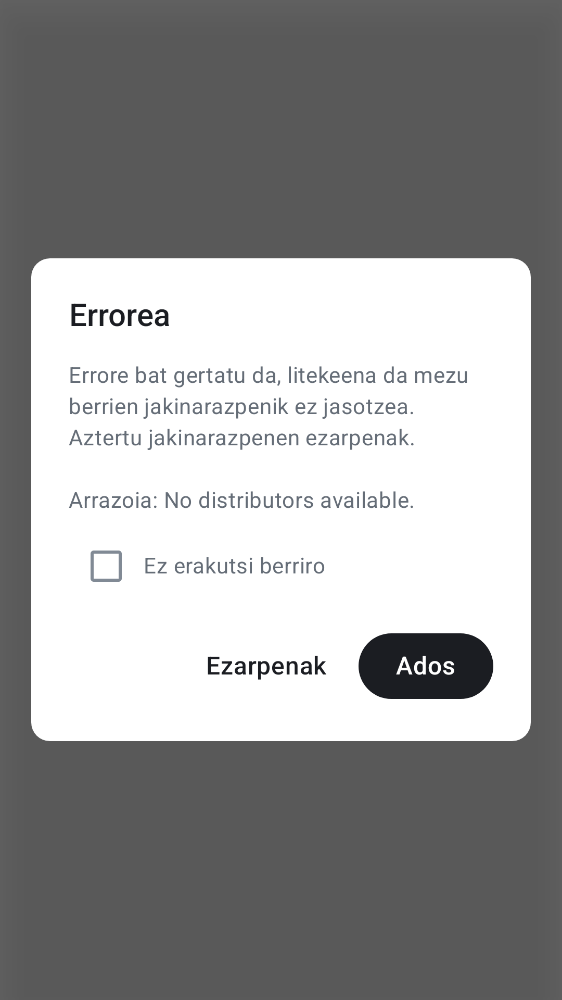 Errorea
Errore bat gertatu da, litekeena da mezu
berrien jakinarazpenik ez jasotzea.
Aztertu jakinarazpenen ezarpenak.
Arrazoia: No distributors available.
Ez erakutsi berriro
Ezarpenak
Ados